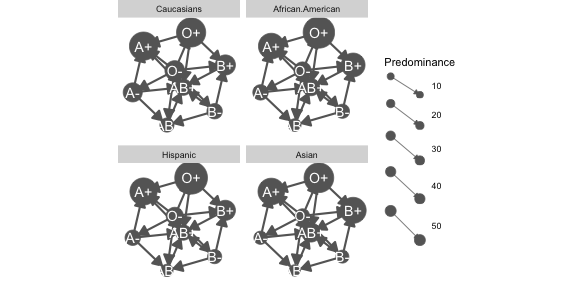 Caucasians
O+
A+
B+
O-
A-
AB+
B-
AB
African.American
O+
A+
B+
O-
A-
AB+
B-
AB
Predominance
10
20
30
40
50
Hispanic
O+
A+
B+
O-
A-
AB+
B-
AB
Asian
O+
A+
B+
O-
A-
AB+
B-
AB